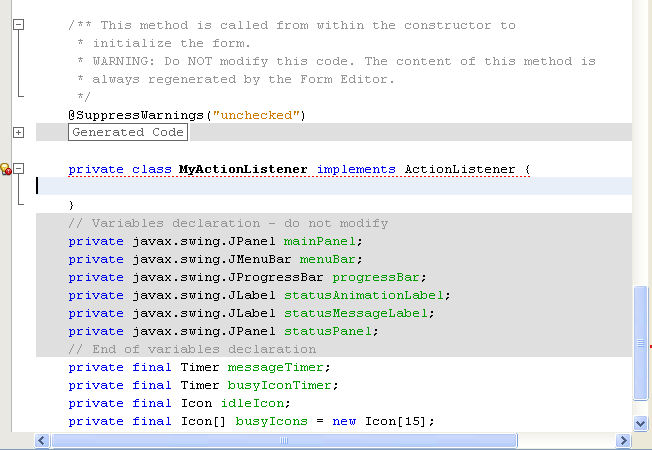 /** This method is called from within the constructor to
* initialize the form.
* WARNING: Do NOT modify this code. The content of this method is
* always regenerated by the Form Editor.
*/
@SuppressWarnings("unchecked")
Generated Code
private class MyActionListener implements ActionListener {
}
// Variables declaration - do not modify
private javax.swing.JPanel mainPanel;
private javax.swing.JMenuBar menuBar;
private javax.swing.JProgressBar progressBar;
private javax.swing.JLabel statusAnimationLabel;
private javax.swing.JLabel statusMessageLabel;
private javax.swing.JPanel statusPanel;
// End of variables declaration
private final Timer messageTimer;
private final Timer busyIconTimer;
private final Icon idleIcon;
private final Icon[] busyIcons = new Icon[15];